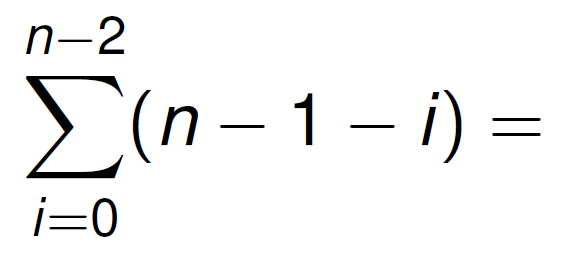 n−2
∑(n − 1 − i) =
i=0